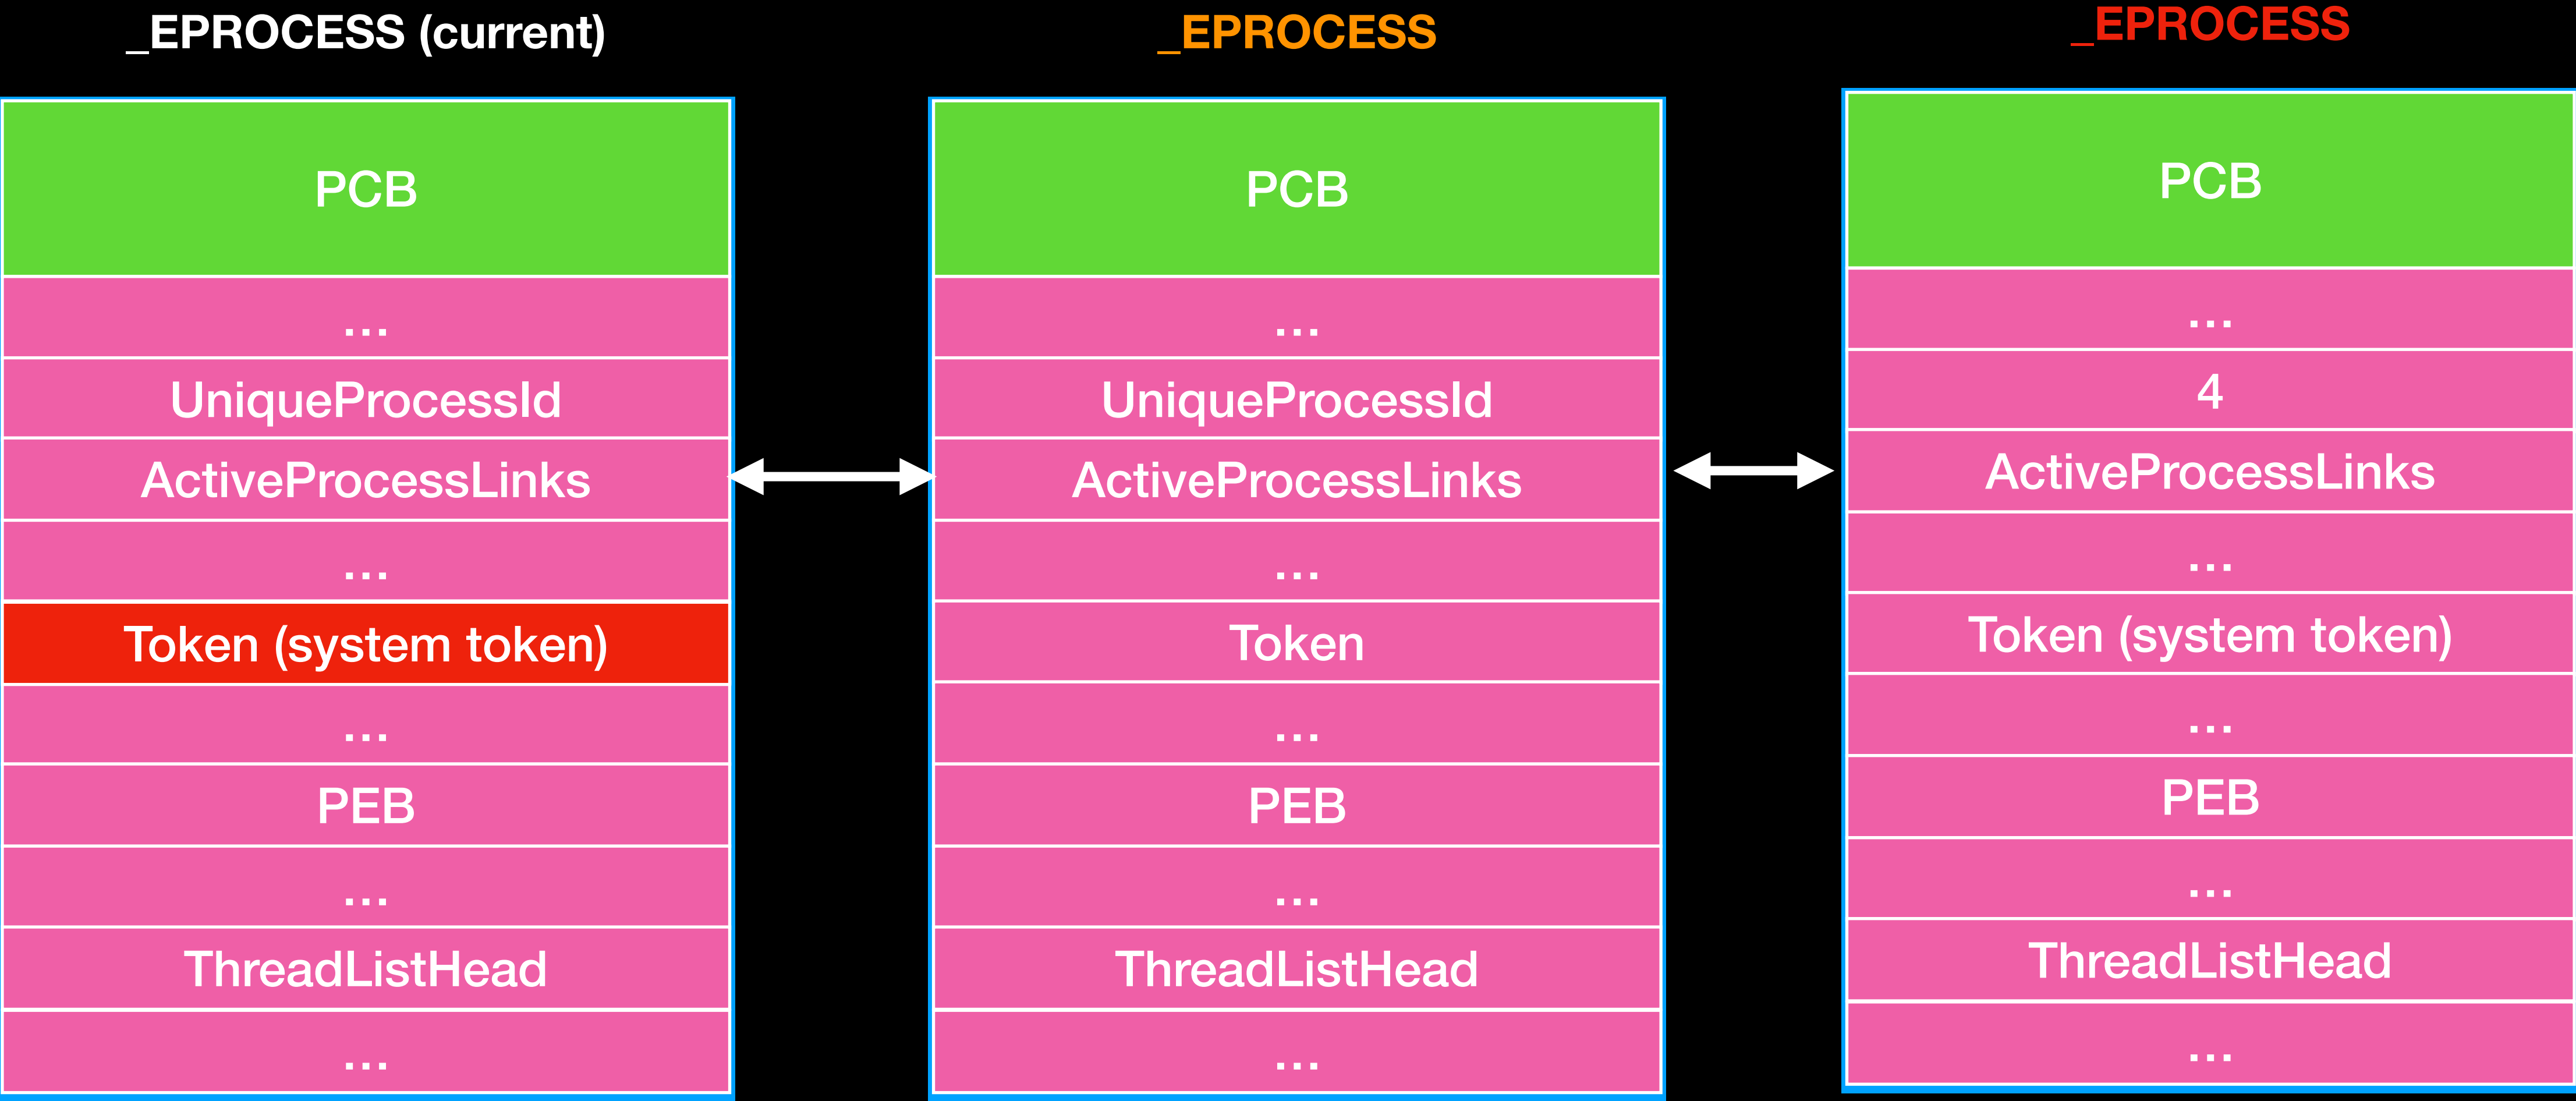 _EPROCESS (current)
PCB
...
UniqueProcessId
ActiveProcessLinks
...
Token (system token)
...
PEB
...
ThreadListHead
...
_EPROCESS
PCB
...
UniqueProcessId
ActiveProcessLinks
...
Token
...
PEB
...
ThreadListHead
...
_EPROCESS
PCB
...
4
ActiveProcessLinks
...
Token (system token)
...
PEB
...
ThreadListHead
...